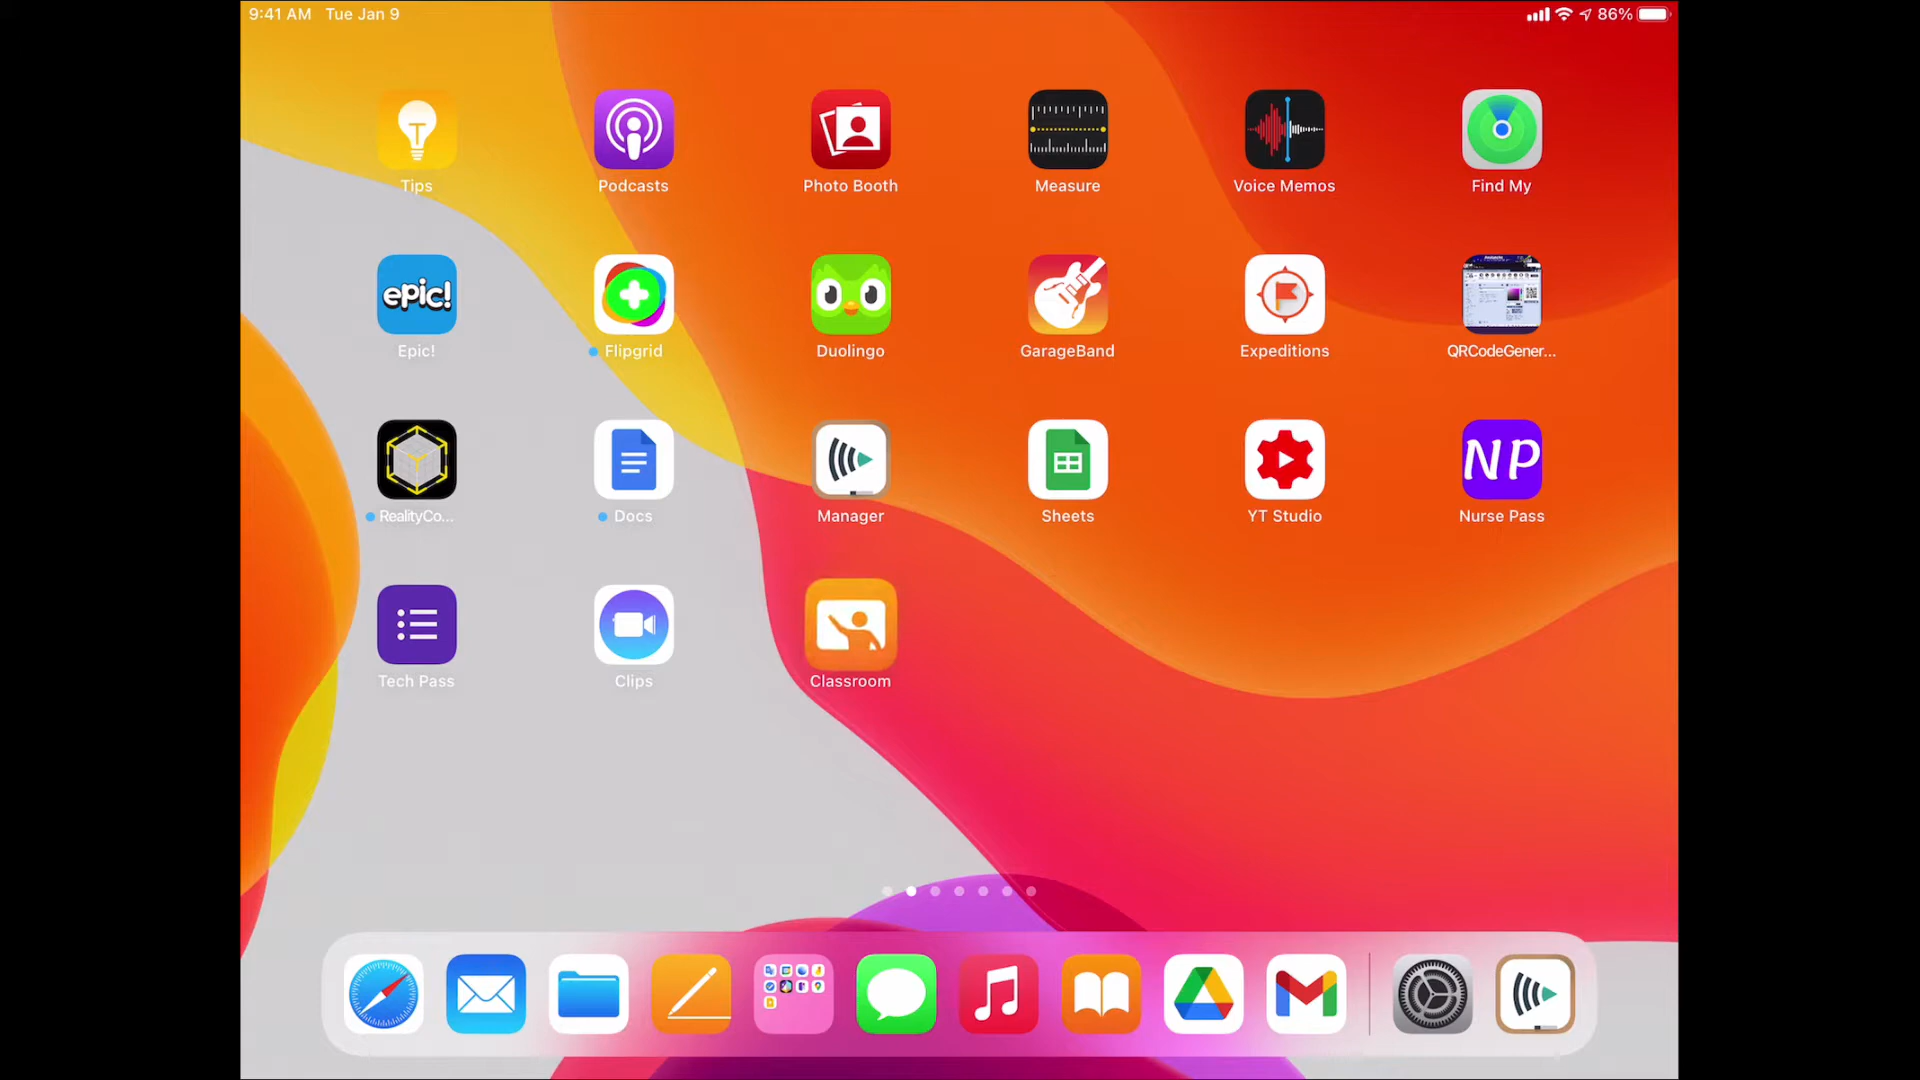 9:41 AM Tue Jan 9
86%
Tips
Podcasts
Photo Booth
Measure
Voice Memos
Find My
epic!
Epic!
Flipgrid
Duolingo
GarageBand
Expeditions
QRCodeGener...
NP
RealityCo...
Docs
Manager
Sheets
YT Studio
Nurse Pass
Tech Pass
Clips
Classroom